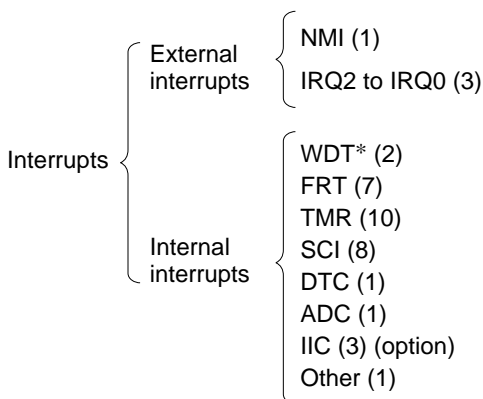 Interrupts
External
interrupts
NMI (1)
IRQ2 to IRQ0 (3)
Internal
interrupts
WDT* (2)
FRT (7)
TMR (10)
SCI (8)
DTC (1)
ADC (1)
IIC (3) (option)
Other (1)